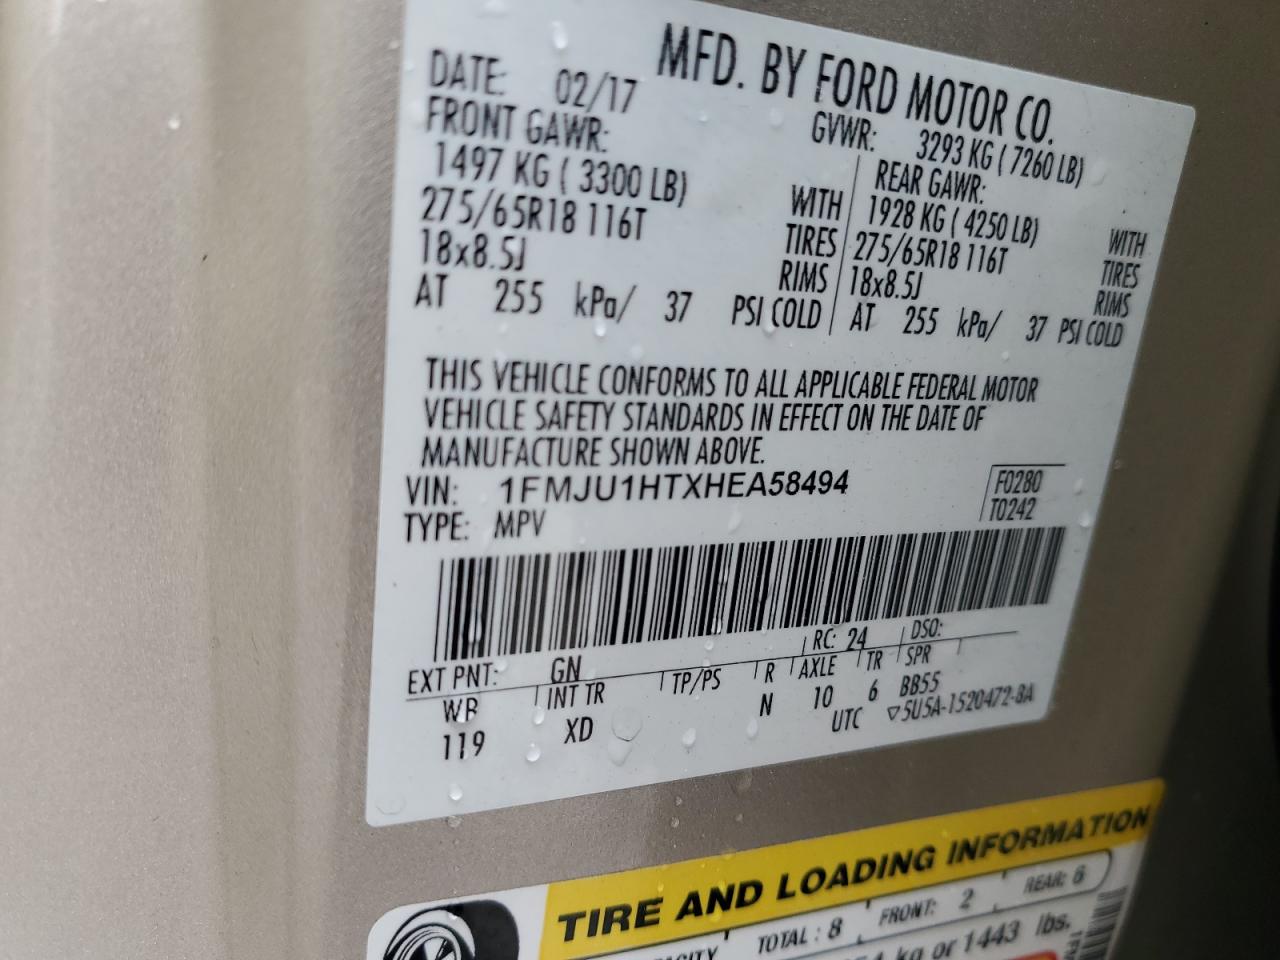 MFD. BY FORD MOTOR CO.
DATE: 02/17 GVWR: 3293 KG ( 7260 LB)
FRONT GAWR: REAR GAWR:
1497 KG ( 3300 LB) WITH 1928 KG ( 4250 LB) WITH
275/65R18 116T TIRES 275/65R18 116T TIRES
18x8.5J RIMS 18x8.5J RIMS
AT 255 kPa/ 37 PSI COLD AT 255 kPa/ 37 PSI COLD
THIS VEHICLE CONFORMS TO ALL APPLICABLE FEDERAL MOTOR
VEHICLE SAFETY STANDARDS IN EFFECT ON THE DATE OF
MANUFACTURE SHOWN ABOVE.
VIN: 1FMJU1HTXHEA58494 F0280
TYPE: MPV T0242
EXT PNT: GN RC: 24 DSO:
WB INT TR TP/PS R AXLE TR SPR
119 XD N 10 6 BB55
UTC ▽5U5A-1520472-BA
TIRE AND LOADING INFORMATION
TOTAL : 8 FRONT: 2 REAR: 6
kg or 1443 lbs.